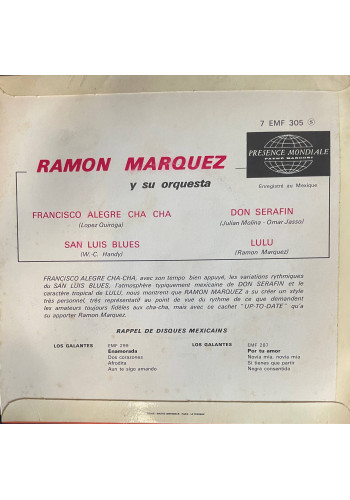 7 EMF 305
PRESENCE MONDIALE
Enregistré au Mexique
RAMON MARQUEZ
y su orquesta
FRANCISCO ALEGRE CHA CHA
(Lopez Quiroga)
DON SERAFIN
(Julian Molina - Omar Jasso)
SAN LUIS BLUES
(W.-C. Handy)
LULU
(Ramon Marquez)
FRANCISCO ALEGRE CHA-CHA, avec son tempo bien appuyé, les variations rythmiques
du SAN LUIS BLUES, l'atmosphère typiquement mexicaine de DON SERAFIN et le
caractère tropical de LULU, nous montrent que RAMON MARQUEZ a su créer un style
très personnel, très représentatif au point de vue du rythme de ce que demandent
les amateurs toujours fidèles aux cha-cha, mais avec ce cachet "UP-TO-DATE" qu'a
su apporter Ramon Marquez.
RAPPEL DE DISQUES MEXICAINS
LOS GALANTES
EMF 299
Enamorada
Dos corazones
Afrodita
Aun te sigo amando
LOS GALANTES
EMF 287
Por tu amor
Novia mia, novia mia
Si tienes que partir
Negra consentida